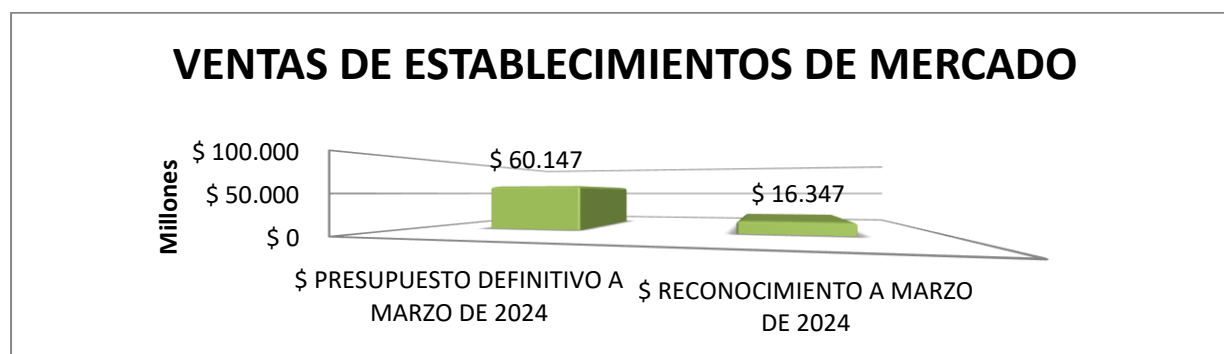 VENTAS DE ESTABLECIMIENTOS DE MERCADO
Millones
$ 100.000
$ 50.000
$ 0
$ 60.147
$ 16.347
$ PRESUPUESTO DEFINITIVO A
MARZO DE 2024
$ RECONOCIMIENTO A MARZO
DE 2024